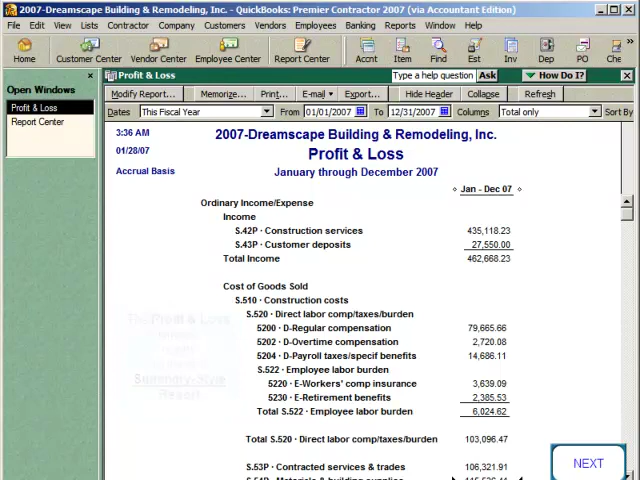 2007-Dreamscape Building & Remodeling, Inc. - QuickBooks: Premier Contractor 2007 (via Accountant Edition)
File Edit View Lists Contractor Company Customers Vendors Employees Banking Reports Window Help
Home Customer Center Vendor Center Employee Center Report Center Accnt Item Find Est Inv Dep PO Che »
Open Windows
Profit & Loss
Report Center
Profit & Loss Type a help question Ask How Do I?
Modify Report... Memorize... Print... E-mail Export... Hide Header Collapse Refresh
Dates This Fiscal Year From 01/01/2007 To 12/31/2007 Columns Total only Sort By
3:36 AM
01/28/07
Accrual Basis
2007-Dreamscape Building & Remodeling, Inc.
Profit & Loss
January through December 2007
Jan - Dec 07
Ordinary Income/Expense
Income
S.42P · Construction services 435,118.23
S.43P · Customer deposits 27,550.00
Total Income 462,668.23
Cost of Goods Sold
S.510 · Construction costs
S.520 · Direct labor comp/taxes/burden
5200 · D-Regular compensation 79,665.66
5202 · D-Overtime compensation 2,720.08
5204 · D-Payroll taxes/specif benefits 14,686.11
S.522 · Employee labor burden
5220 · E-Workers' comp insurance 3,639.09
5230 · E-Retirement benefits 2,385.53
Total S.522 · Employee labor burden 6,024.62
Total S.520 · Direct labor comp/taxes/burden 103,096.47
S.53P · Contracted services & trades 106,321.91
S.54P · Materials & building supplies
The Profit & Loss
Summary-Style
Report
NEXT